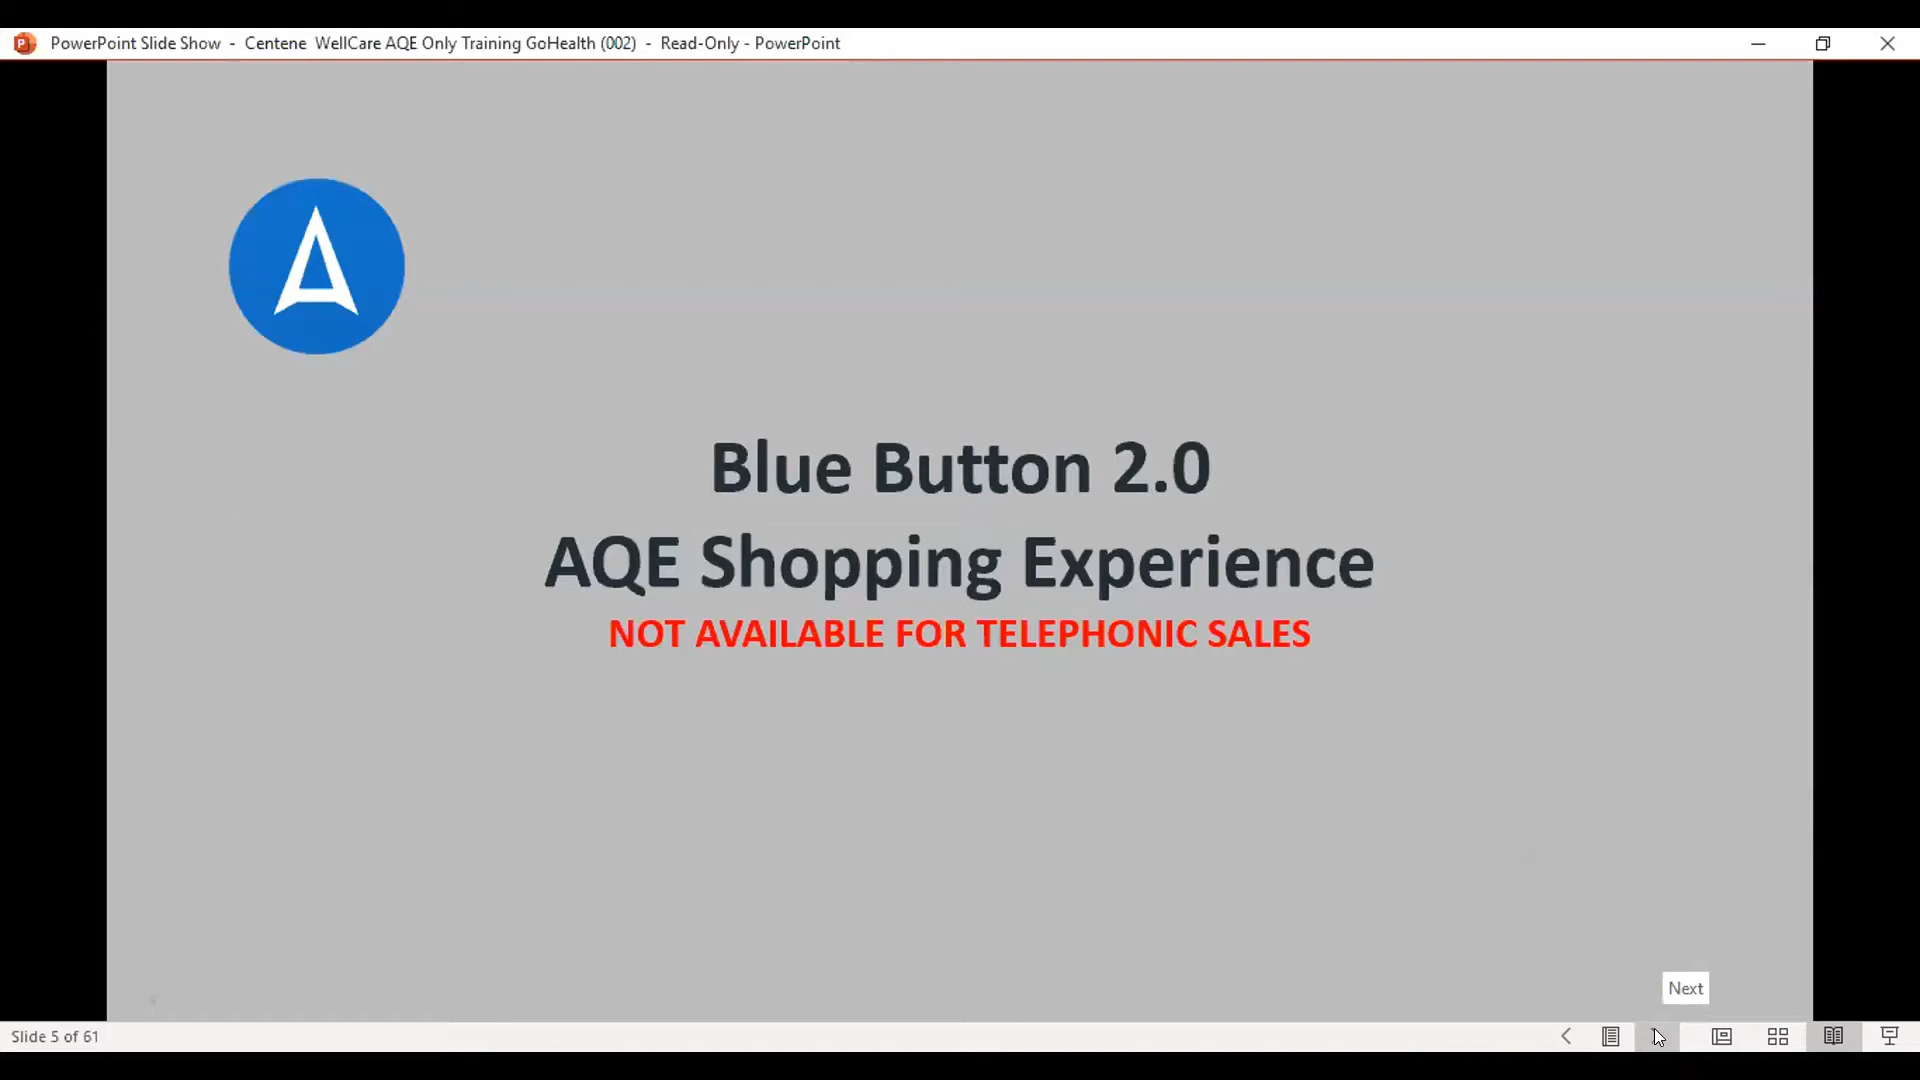 PowerPoint Slide Show - Centene WellCare AQE Only Training GoHealth (002) - Read-Only - PowerPoint
Blue Button 2.0
AQE Shopping Experience
NOT AVAILABLE FOR TELEPHONIC SALES
Next
Slide 5 of 61